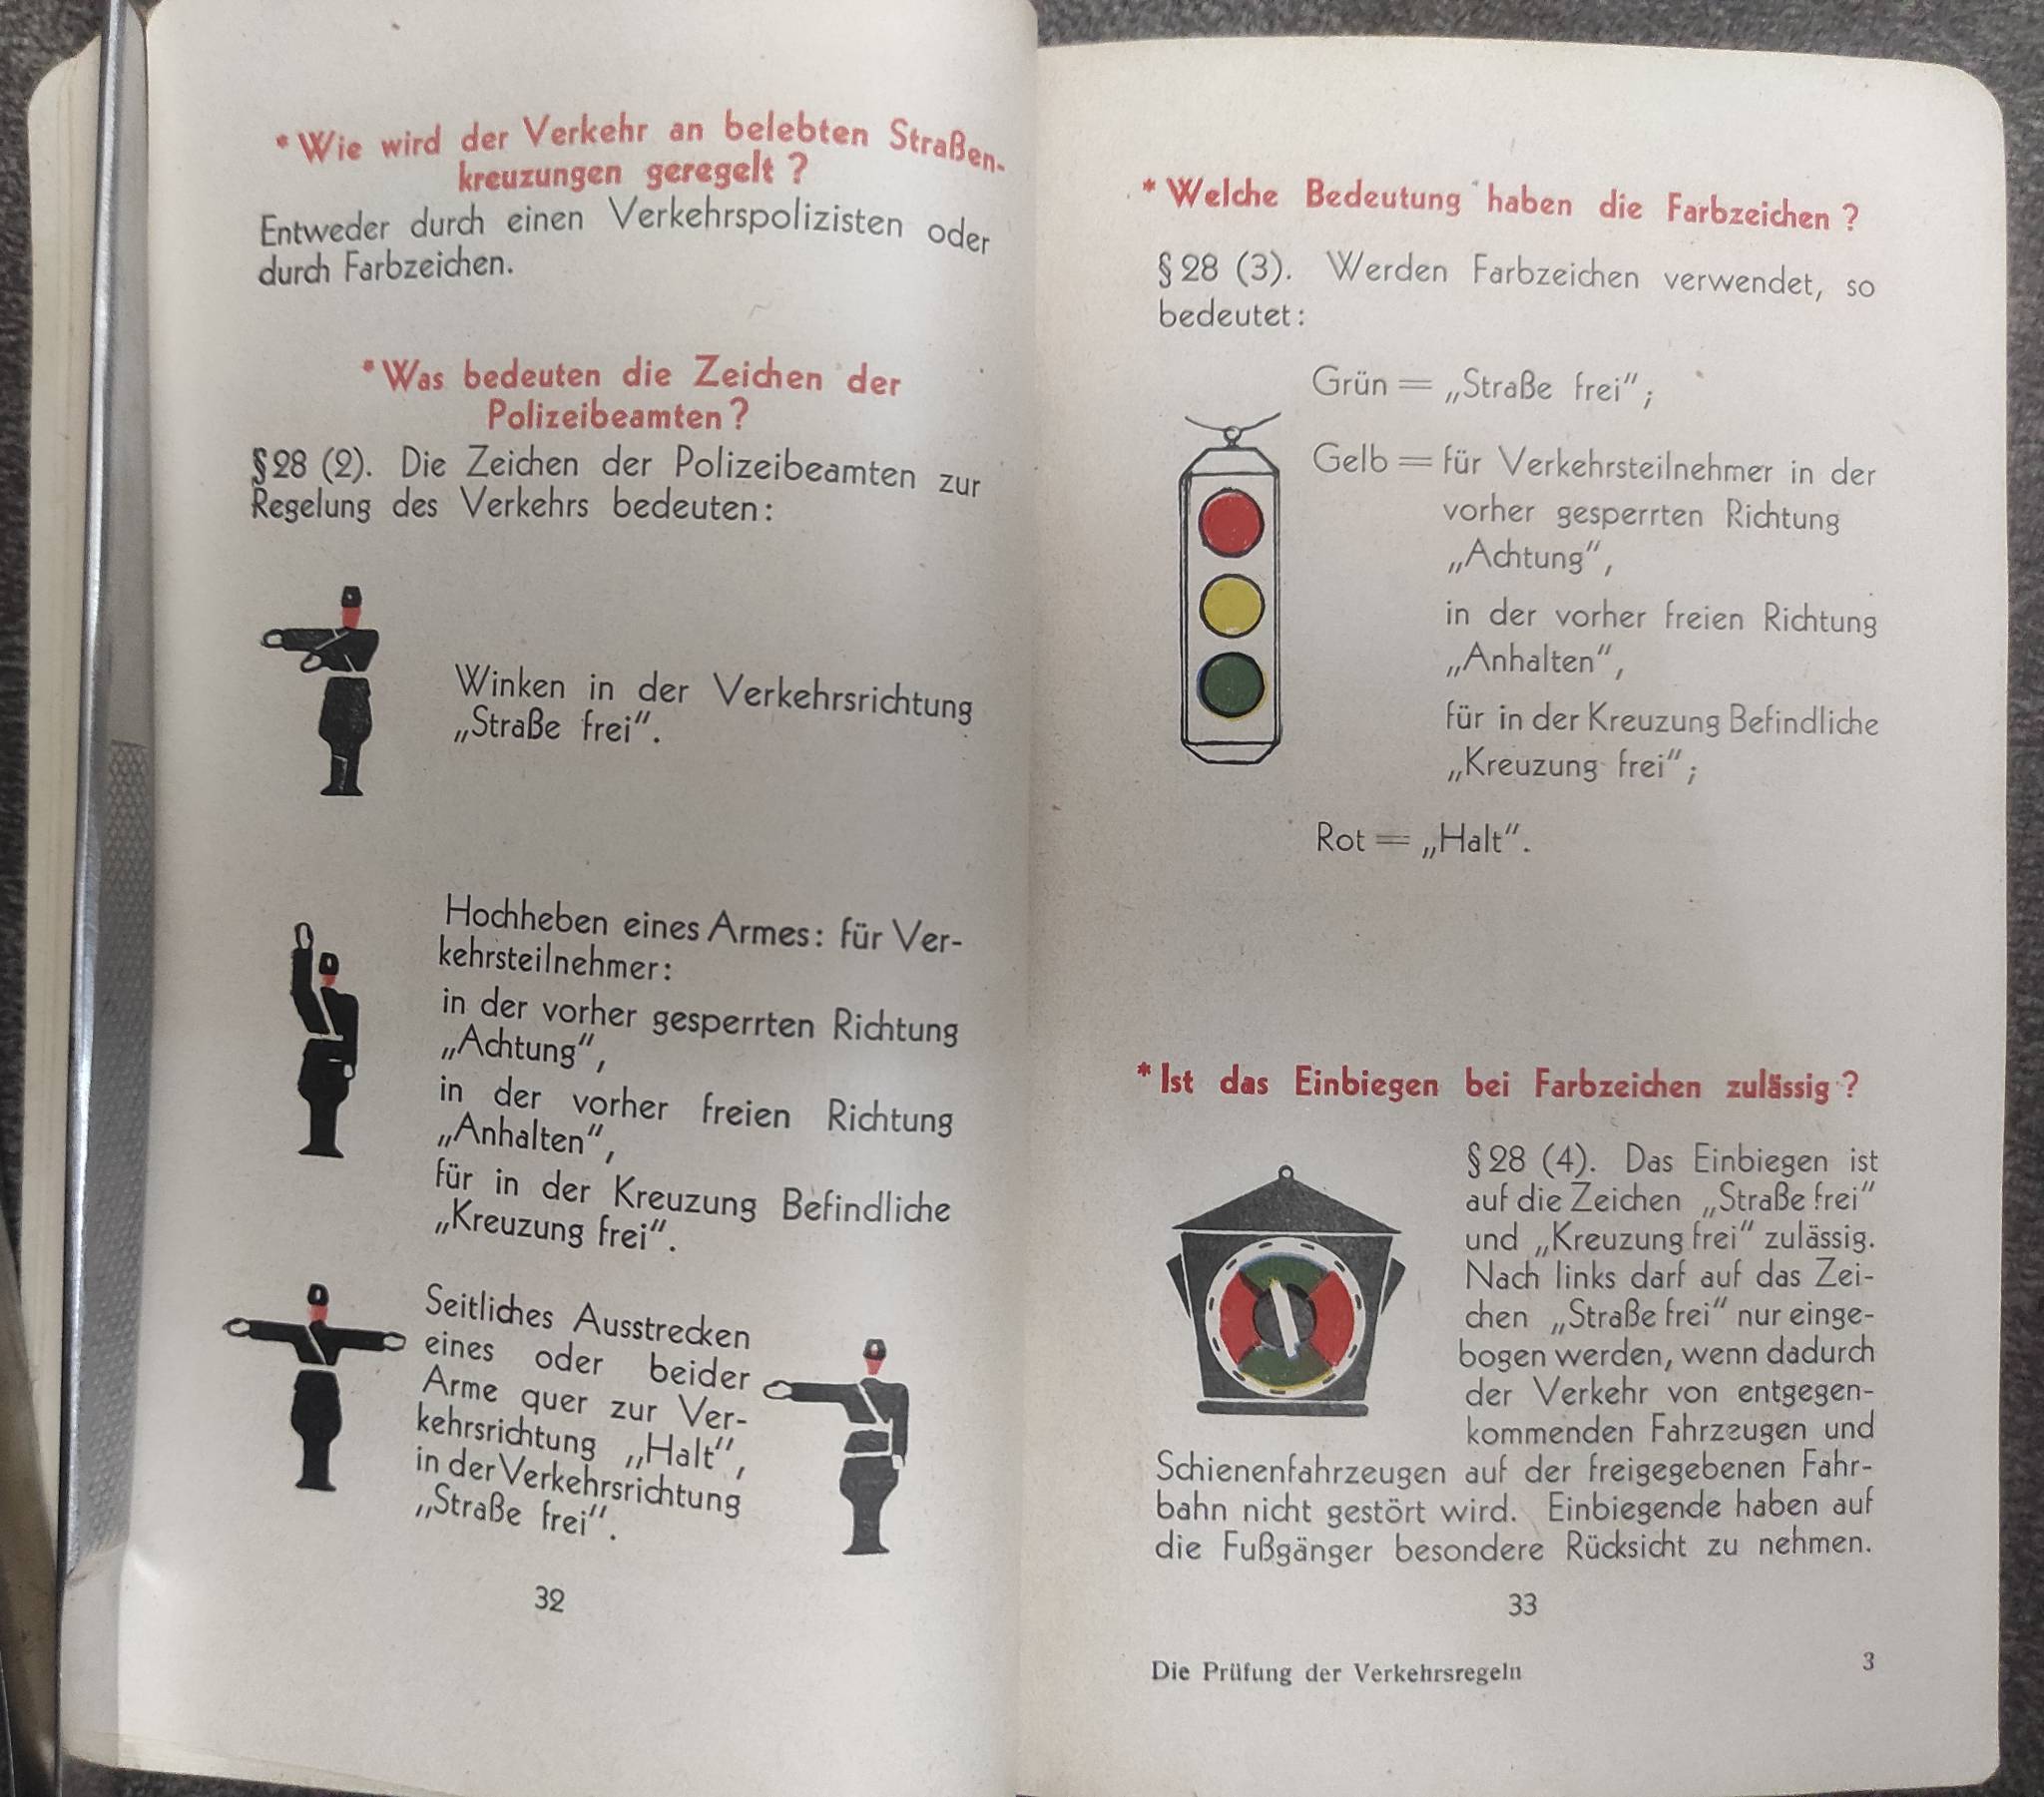 *Wie wird der Verkehr an belebten Straßen-
kreuzungen geregelt?
Entweder durch einen Verkehrspolizisten oder
durch Farbzeichen.
*Was bedeuten die Zeichen der
Polizeibeamten?
§ 28 (2). Die Zeichen der Polizeibeamten zur
Regelung des Verkehrs bedeuten:
Winken in der Verkehrsrichtung
„Straße frei“.
Hochheben eines Armes: für Ver-
kehrsteilnehmer:
in der vorher gesperrten Richtung
„Achtung“,
in der vorher freien Richtung
„Anhalten“,
für in der Kreuzung Befindliche
„Kreuzung frei“.
Seitliches Ausstrecken
eines oder beider
Arme quer zur Ver-
kehrsrichtung „Halt“,
in der Verkehrsrichtung
„Straße frei“.
32
*Welche Bedeutung haben die Farbzeichen?
§ 28 (3). Werden Farbzeichen verwendet, so
bedeutet:
Grün = „Straße frei“;
Gelb = für Verkehrsteilnehmer in der
vorher gesperrten Richtung
„Achtung“,
in der vorher freien Richtung
„Anhalten“,
für in der Kreuzung Befindliche
„Kreuzung frei“;
Rot = „Halt“.
*Ist das Einbiegen bei Farbzeichen zulässig?
§ 28 (4). Das Einbiegen ist
auf die Zeichen „Straße frei“
und „Kreuzung frei“ zulässig.
Nach links darf auf das Zei-
chen „Straße frei“ nur einge-
bogen werden, wenn dadurch
der Verkehr von entgegen-
kommenden Fahrzeugen und
Schienenfahrzeugen auf der freigegebenen Fahr-
bahn nicht gestört wird. Einbiegende haben auf
die Fußgänger besondere Rücksicht zu nehmen.
33
Die Prüfung der Verkehrsregeln 3